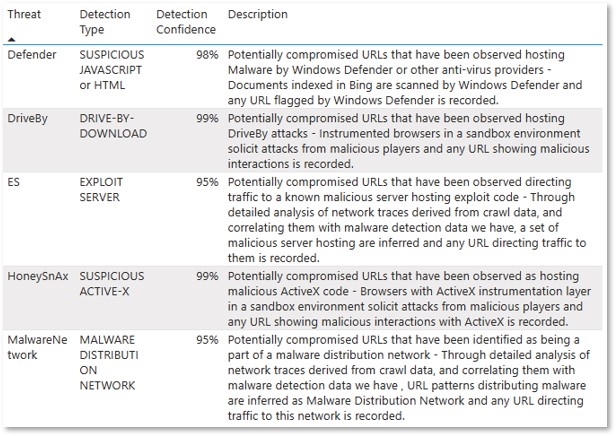 Threat Detection Type Detection Confidence Description
Defender SUSPICIOUS JAVASCRIPT or HTML 98% Potentially compromised URLs that have been observed hosting
Malware by Windows Defender or other anti-virus providers -
Documents indexed in Bing are scanned by Windows Defender and
any URL flagged by Windows Defender is recorded.
DriveBy DRIVE-BY-DOWNLOAD 99% Potentially compromised URLs that have been observed hosting
DriveBy attacks - Instrumented browsers in a sandbox environment
solicit attacks from malicious players and any URL showing malicious
interactions is recorded.
ES EXPLOIT SERVER 95% Potentially compromised URLs that have been observed directing
traffic to a known malicious server hosting exploit code - Through
detailed analysis of network traces derived from crawl data, and
correlating them with malware detection data we have, a set of
malicious server hosting are inferred and any URL directing traffic to
them is recorded.
HoneySnAx SUSPICIOUS ACTIVE-X 99% Potentially compromised URLs that have been observed as hosting
malicious ActiveX code - Browsers with ActiveX instrumentation layer
in a sandbox environment solicit attacks from malicious players and
any URL showing malicious interactions with ActiveX is recorded.
MalwareNetwork MALWARE DISTRIBUTION NETWORK 95% Potentially compromised URLs that have been identified as being a
part of a malware distribution network - Through detailed analysis of
network traces derived from crawl data, and correlating them with
malware detection data we have , URL patterns distributing malware
are inferred as Malware Distribution Network and any URL directing
traffic to this network is recorded.